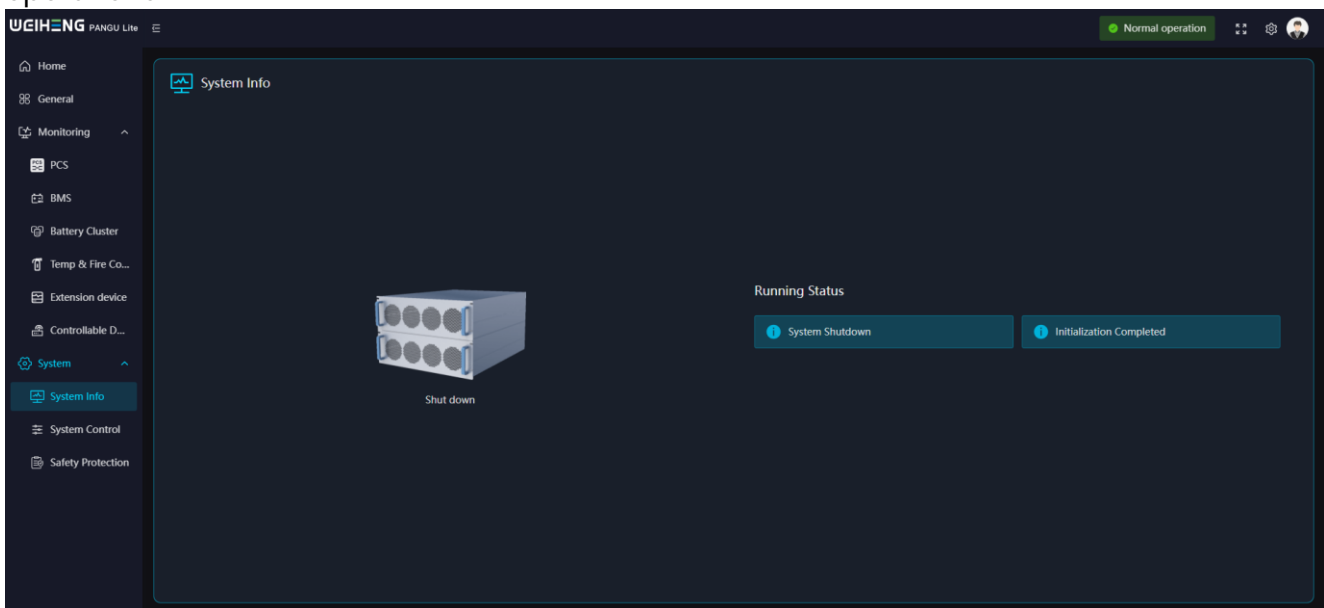 WEIHENG PANGU Lite
Normal operation
Home
General
Monitoring
PCS
BMS
Battery Cluster
Temp & Fire Co...
Extension device
Controllable D...
System
System Info
System Control
Safety Protection
System Info
Shut down
Running Status
System Shutdown
Initialization Completed